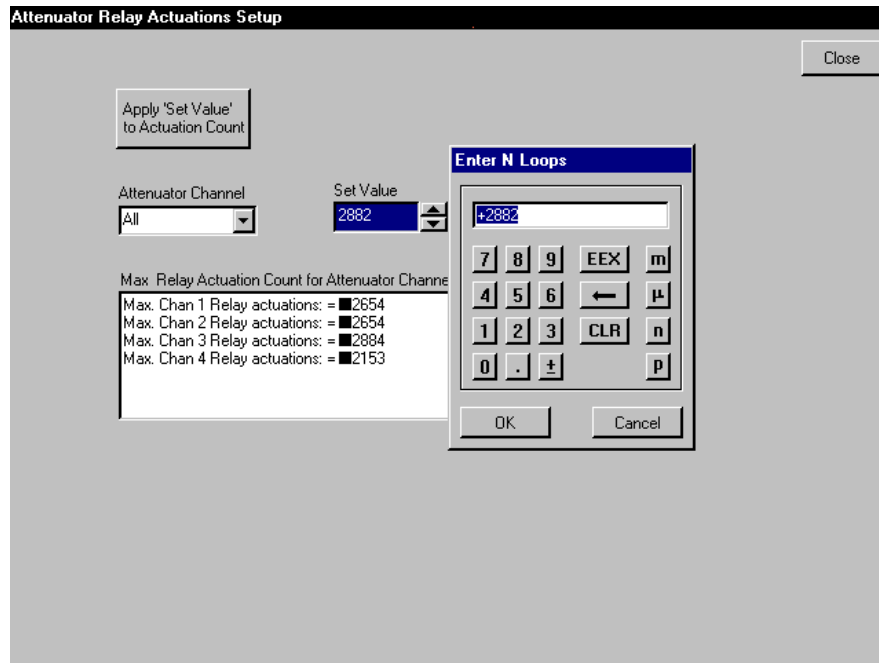 Attenuator Relay Actuations Setup
Close
Apply 'Set Value'
to Actuation Count
Attenuator Channel
All
Set Value
2882
Max Relay Actuation Count for Attenuator Channe
Max. Chan 1 Relay actuations: = ■2654
Max. Chan 2 Relay actuations: = ■2654
Max. Chan 3 Relay actuations: = ■2884
Max. Chan 4 Relay actuations: = ■2153
Enter N Loops
+2882
7 8 9 EEX m
4 5 6 ← µ
1 2 3 CLR n
0 . ± p
OK Cancel